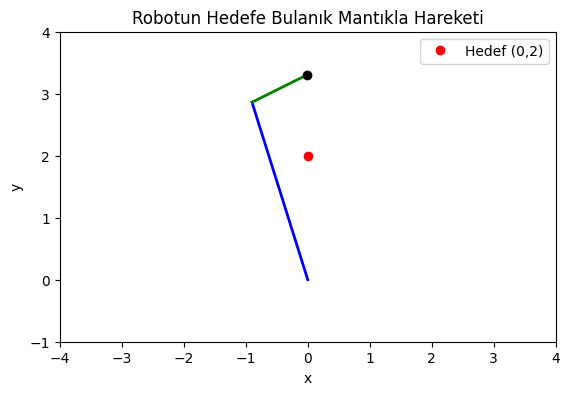 Robotun Hedefe Bulanık Mantıkla Hareketi
Hedef (0,2)
4
3
2
1
0
−1
y
−4 −3 −2 −1 0 1 2 3 4
x